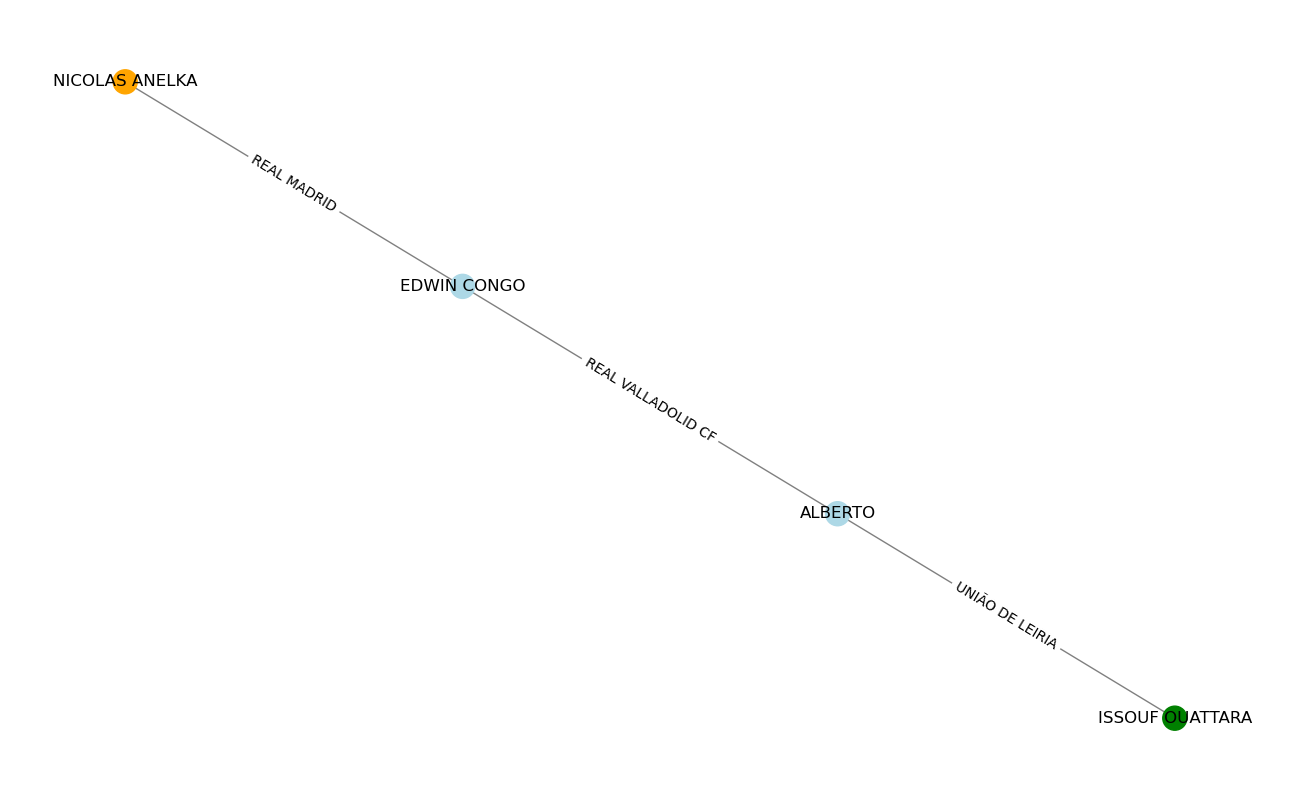 NICOLAS ANELKA
REAL MADRID
EDWIN CONGO
REAL VALLADOLID CF
ALBERTO
UNIÃO DE LEIRIA
ISSOUF OUATTARA